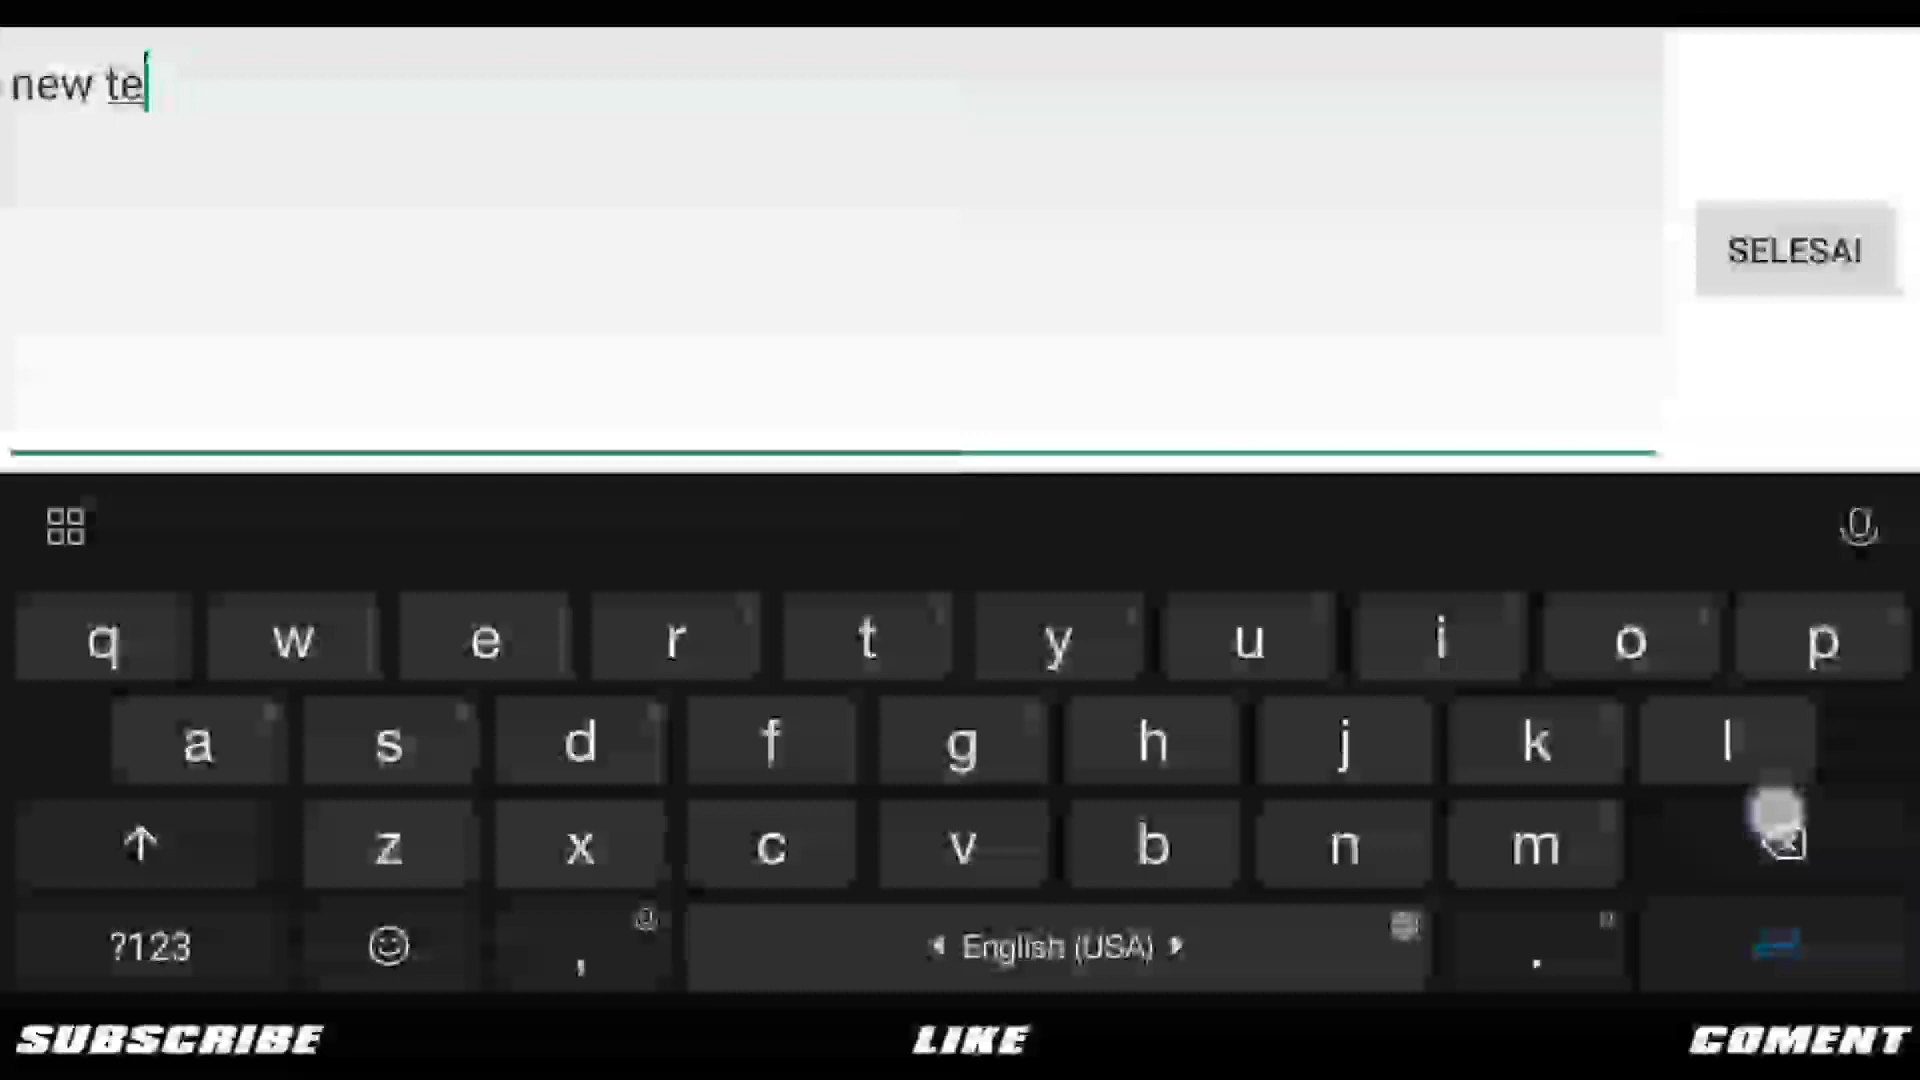 new te
SELESAI
q w e r t y u i o p
a s d f g h j k l
z x c v b n m
?123 , English (USA) .
SUBSCRIBE LIKE COMENT